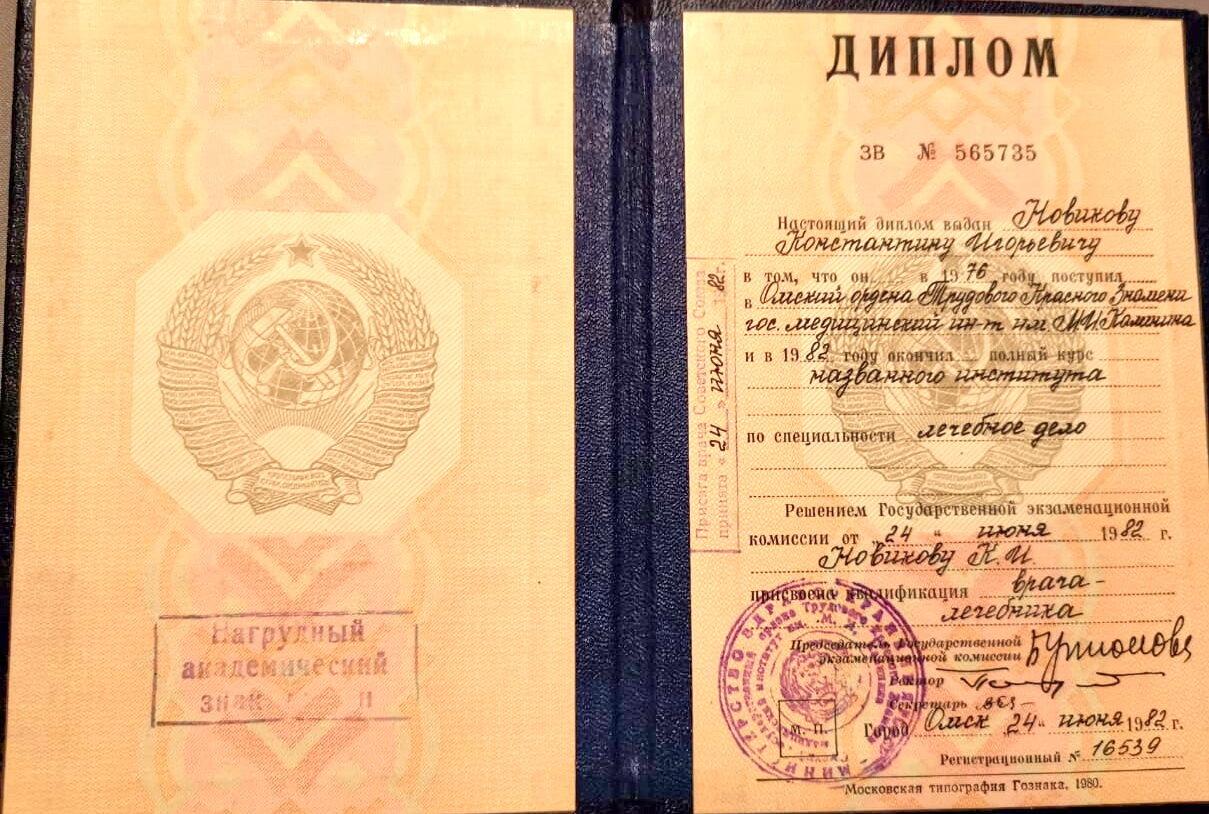 Нагрудный
академический
знак
ДИПЛОМ
ЗВ № 565735
Настоящий диплом выдан Новикову
Константину Игорьевичу
в том, что он в 1976 году поступил
в Омский ордена Трудового Красного Знамени
гос. медицинский ин-т им. М.И. Калинина
и в 1982 году окончил полный курс
названного института
по специальности лечебное дело
Решением Государственной экзаменационной
комиссии от „24 “ июня 1982 г.
Новикову К.И.
присвоена квалификация врача-
лечебника
Председатель Государственной
экзаменационной комиссии
Ректор
Секретарь
Город Омск 24 “ июня 1982 г.
М. П.
Регистрационный № 16539
Московская типография Гознака, 1980.
Присяга врача Советского Союза
принята « 24 » июня 1982г.